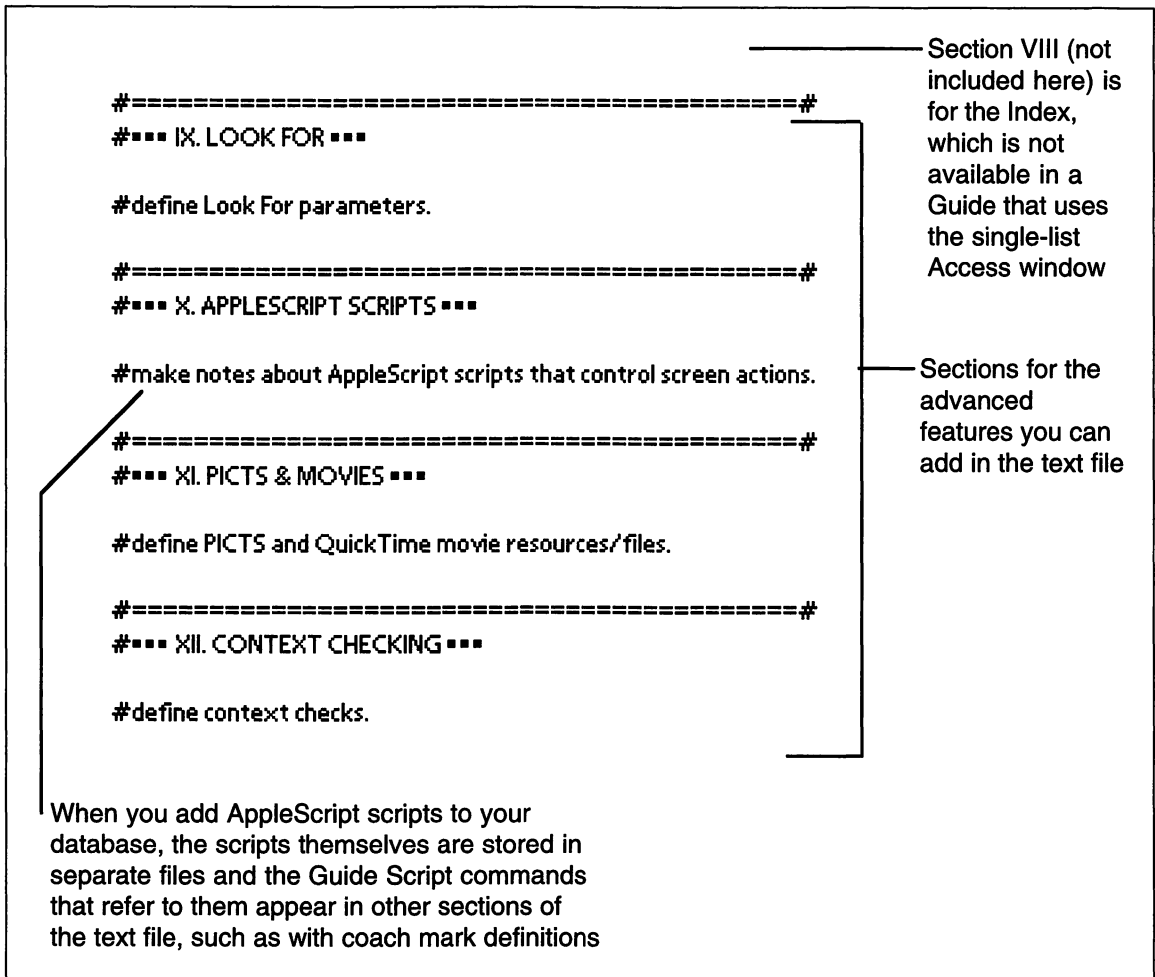 Section VIII (not
included here) is
for the Index,
which is not
available in a
Guide that uses
the single-list
Access window
#========================================#
#▪▪▪ IX. LOOK FOR ▪▪▪
#define Look For parameters.
#========================================#
#▪▪▪ X. APPLESCRIPT SCRIPTS ▪▪▪
#make notes about AppleScript scripts that control screen actions.
Sections for the
advanced
features you can
add in the text file
#========================================#
#▪▪▪ XI. PICTS & MOVIES ▪▪▪
#define PICTS and QuickTime movie resources/files.
#========================================#
#▪▪▪ XII. CONTEXT CHECKING ▪▪▪
#define context checks.
When you add AppleScript scripts to your
database, the scripts themselves are stored in
separate files and the Guide Script commands
that refer to them appear in other sections of
the text file, such as with coach mark definitions